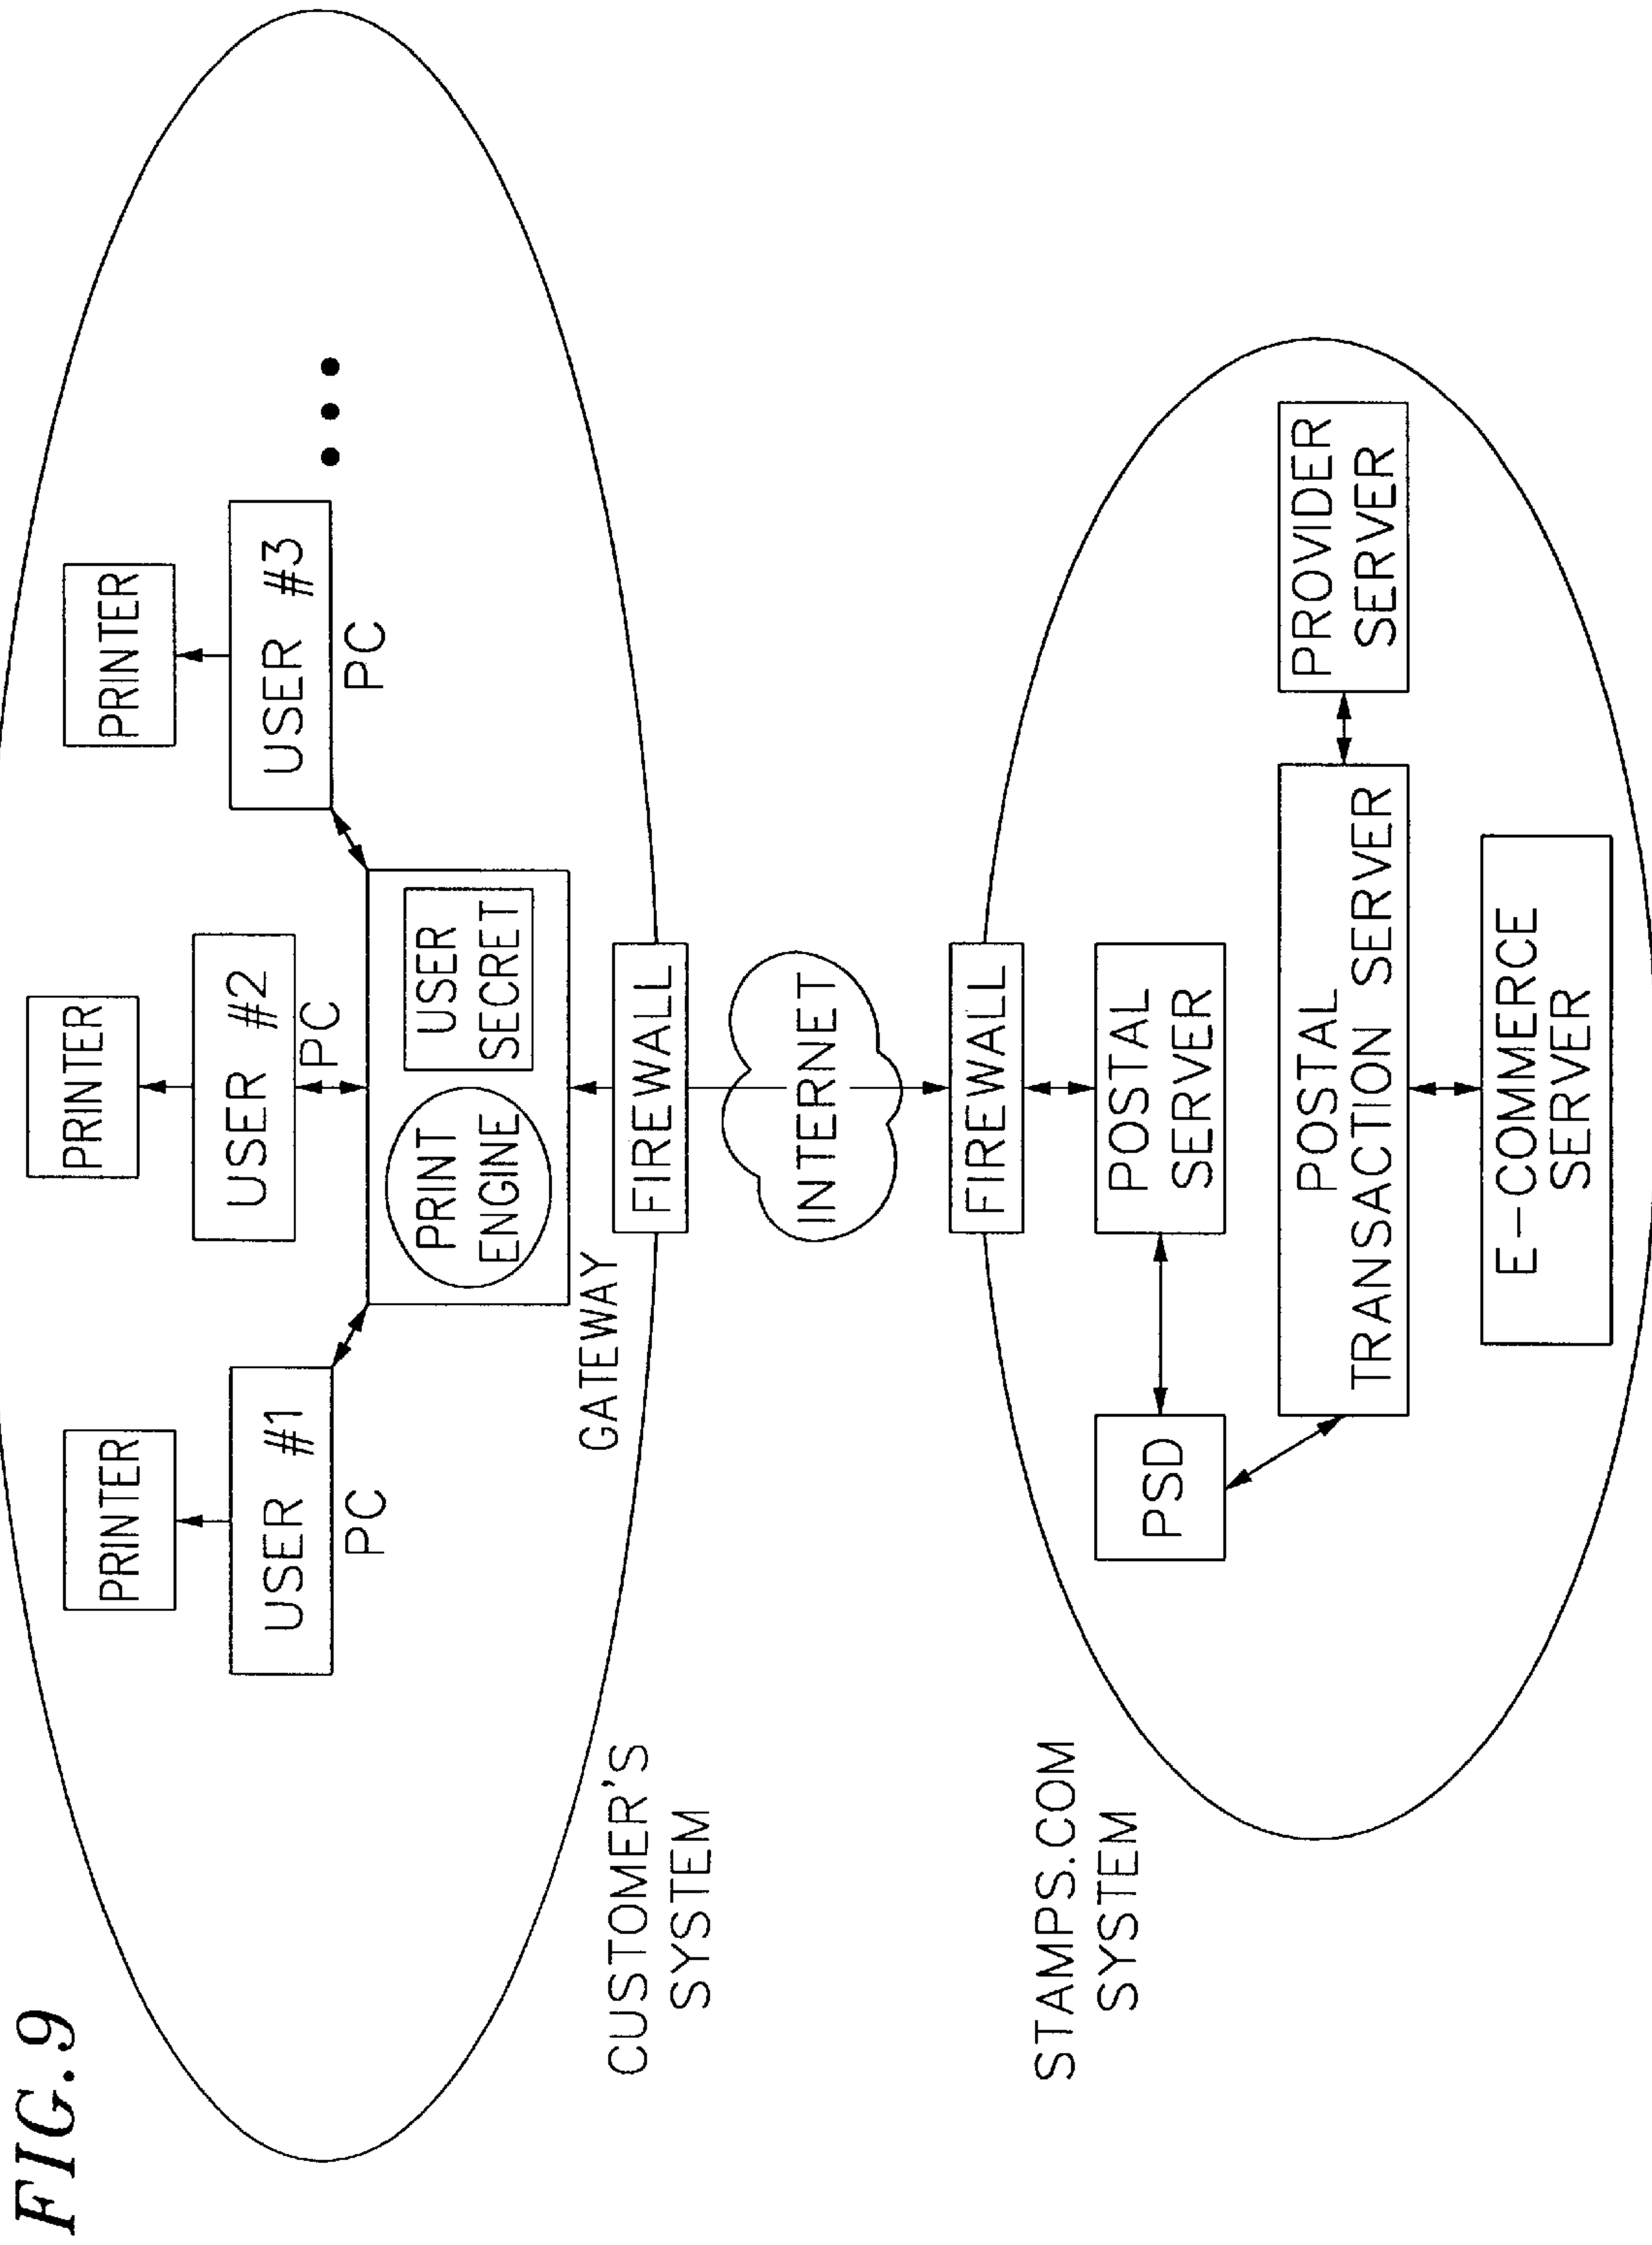 FIG. 9
PRINTER
PRINTER
PRINTER
USER #1
PC
USER #2
PC
USER #3
PC
PRINT
ENGINE
USER
SECRET
GATEWAY
FIREWALL
CUSTOMER'S
SYSTEM
INTERNET
STAMPS.COM
SYSTEM
FIREWALL
PSD
POSTAL
SERVER
POSTAL
TRANSACTION SERVER
PROVIDER
SERVER
E-COMMERCE
SERVER